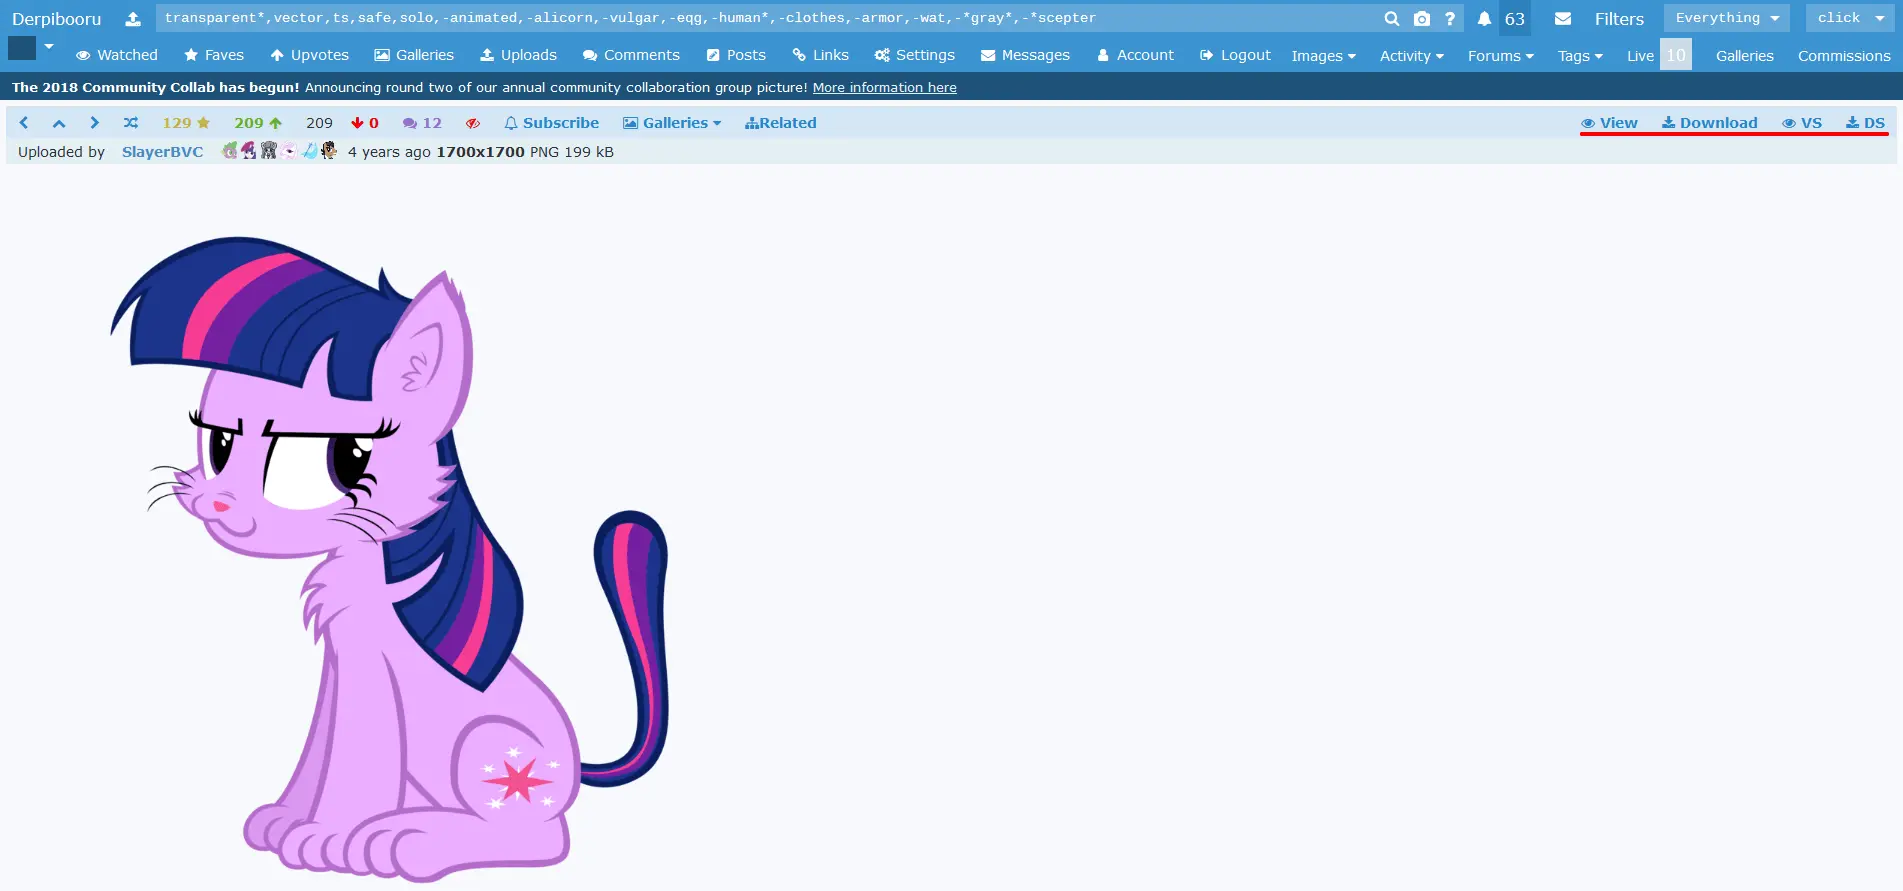 Derpibooru transparent*,vector,ts,safe,solo,-animated,-alicorn,-vulgar,-eqg,-human*,-clothes,-armor,-wat,-*gray*,-*scepter ? 63 Filters Everything click
Watched Faves Upvotes Galleries Uploads Comments Posts Links Settings Messages Account Logout Images Activity Forums Tags Live 10 Galleries Commissions
The 2018 Community Collab has begun! Announcing round two of our annual community collaboration group picture! More information here
129 209 209 0 12 Subscribe Galleries Related View Download VS DS
Uploaded by SlayerBVC 4 years ago 1700x1700 PNG 199 kB